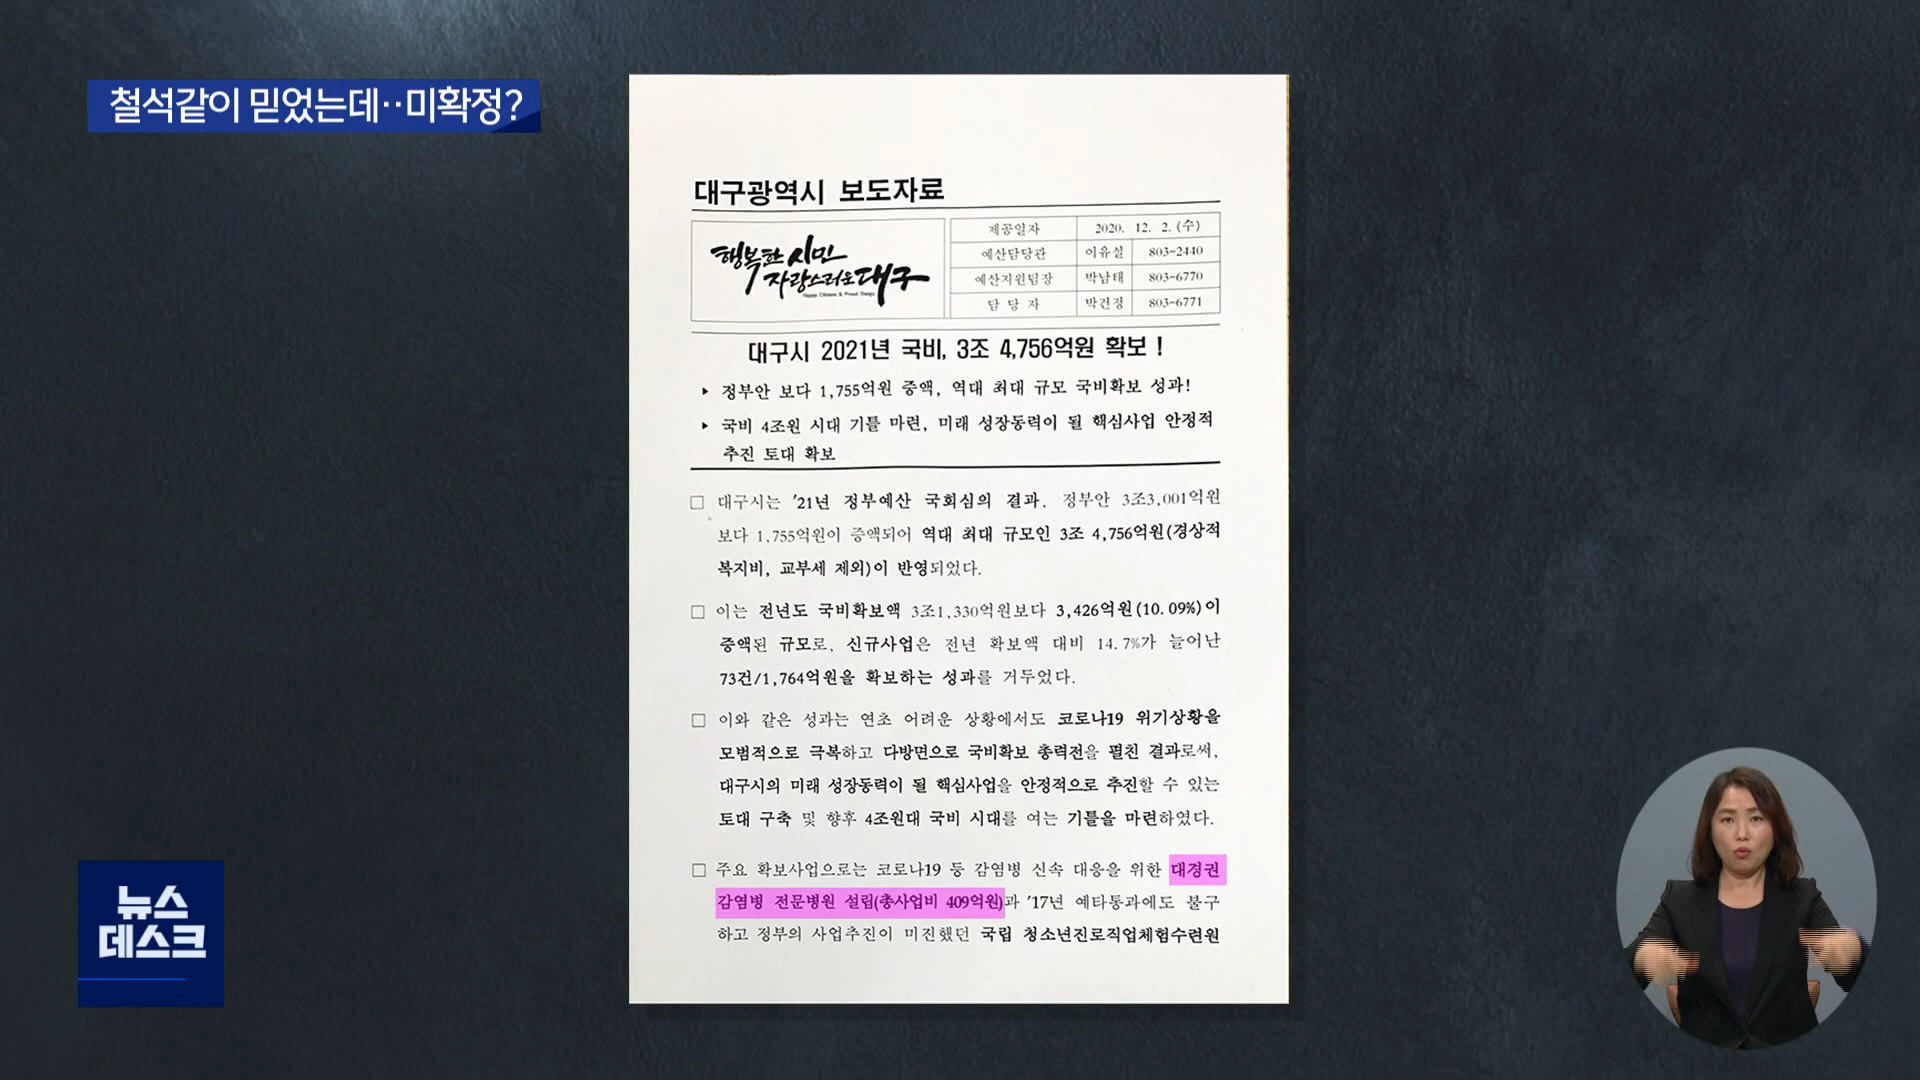 철석같이 믿었는데··미확정?
대구광역시 보도자료
행복한 시민
자랑스러운 대구
Happy Citizens & Proud Daegu
제공일자 2020. 12. 2. (수)
예산담당관 이유실 803-2440
예산지원팀장 박남태 803-6770
담 당 자 박건정 803-6771
대구시 2021년 국비, 3조 4,756억원 확보 !
▸ 정부안 보다 1,755억원 증액, 역대 최대 규모 국비확보 성과!
▸ 국비 4조원 시대 기틀 마련, 미래 성장동력이 될 핵심사업 안정적
추진 토대 확보
□ 대구시는 ’21년 정부예산 국회심의 결과, 정부안 3조3,001억원
보다 1,755억원이 증액되어 역대 최대 규모인 3조 4,756억원(경상적
복지비, 교부세 제외)이 반영되었다.
□ 이는 전년도 국비확보액 3조1,330억원보다 3,426억원(10.09%)이
증액된 규모로, 신규사업은 전년 확보액 대비 14.7%가 늘어난
73건/1,764억원을 확보하는 성과를 거두었다.
□ 이와 같은 성과는 연초 어려운 상황에서도 코로나19 위기상황을
모범적으로 극복하고 다방면으로 국비확보 총력전을 펼친 결과로써,
대구시의 미래 성장동력이 될 핵심사업을 안정적으로 추진할 수 있는
토대 구축 및 향후 4조원대 국비 시대를 여는 기틀을 마련하였다.
□ 주요 확보사업으로는 코로나19 등 감염병 신속 대응을 위한 대경권
감염병 전문병원 설립(총사업비 409억원)과 ’17년 예타통과에도 불구
하고 정부의 사업추진이 미진했던 국립 청소년진로직업체험수련원
뉴스
데스크